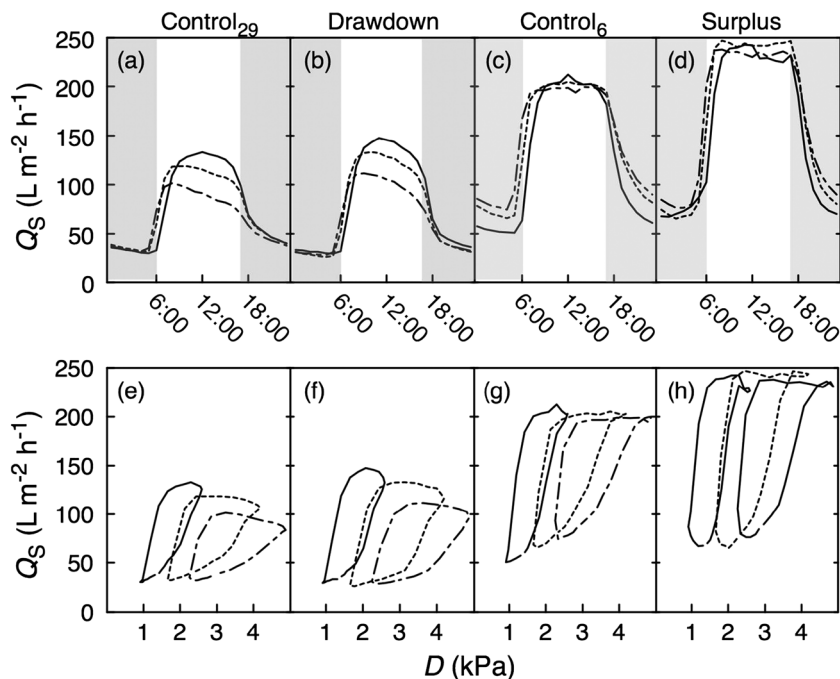 Control₂₉ Drawdown Control₆ Surplus
250 (a) (b) (c) (d)
200
150
100
50
0
Q_S (L m⁻² h⁻¹)
6:00 12:00 18:00 6:00 12:00 18:00 6:00 12:00 18:00 6:00 12:00 18:00
250 (e) (f) (g) (h)
200
150
100
50
0
Q_S (L m⁻² h⁻¹)
1 2 3 4 1 2 3 4 1 2 3 4 1 2 3 4
D (kPa)